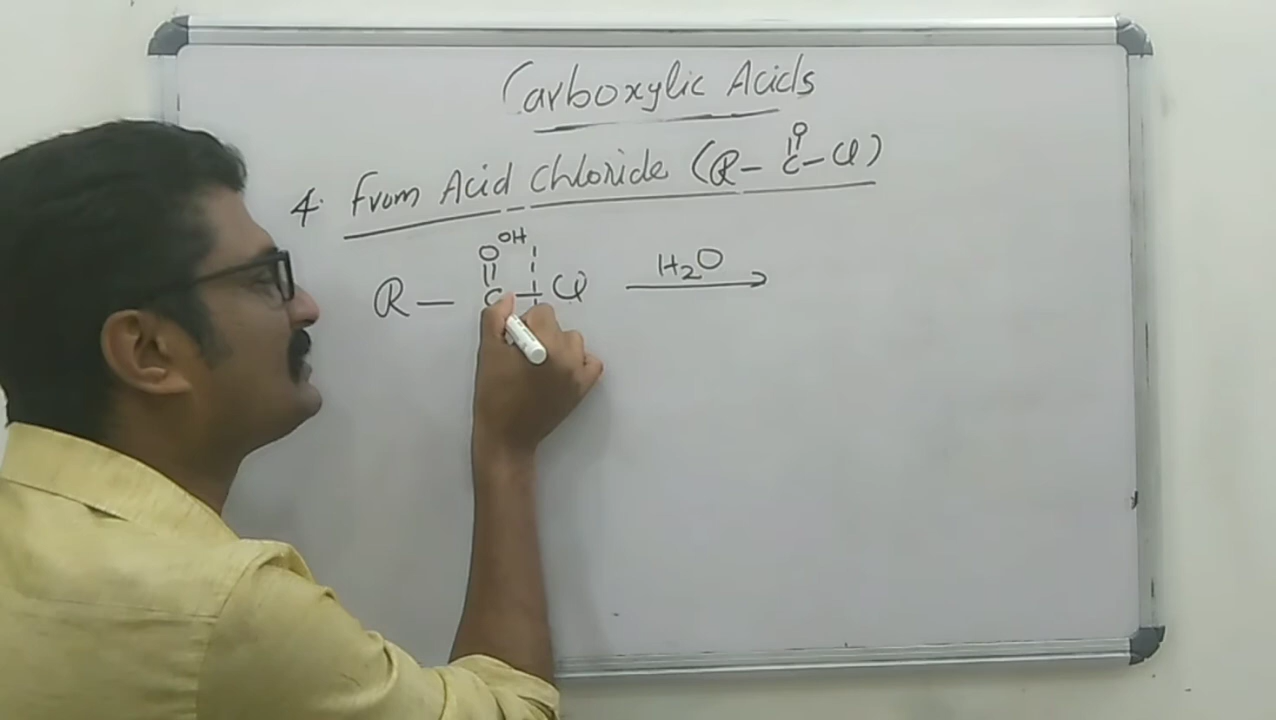 Carboxylic Acids
O
4. From Acid Chloride (R – C – Cl)
O OH
R – C – Cl H2O